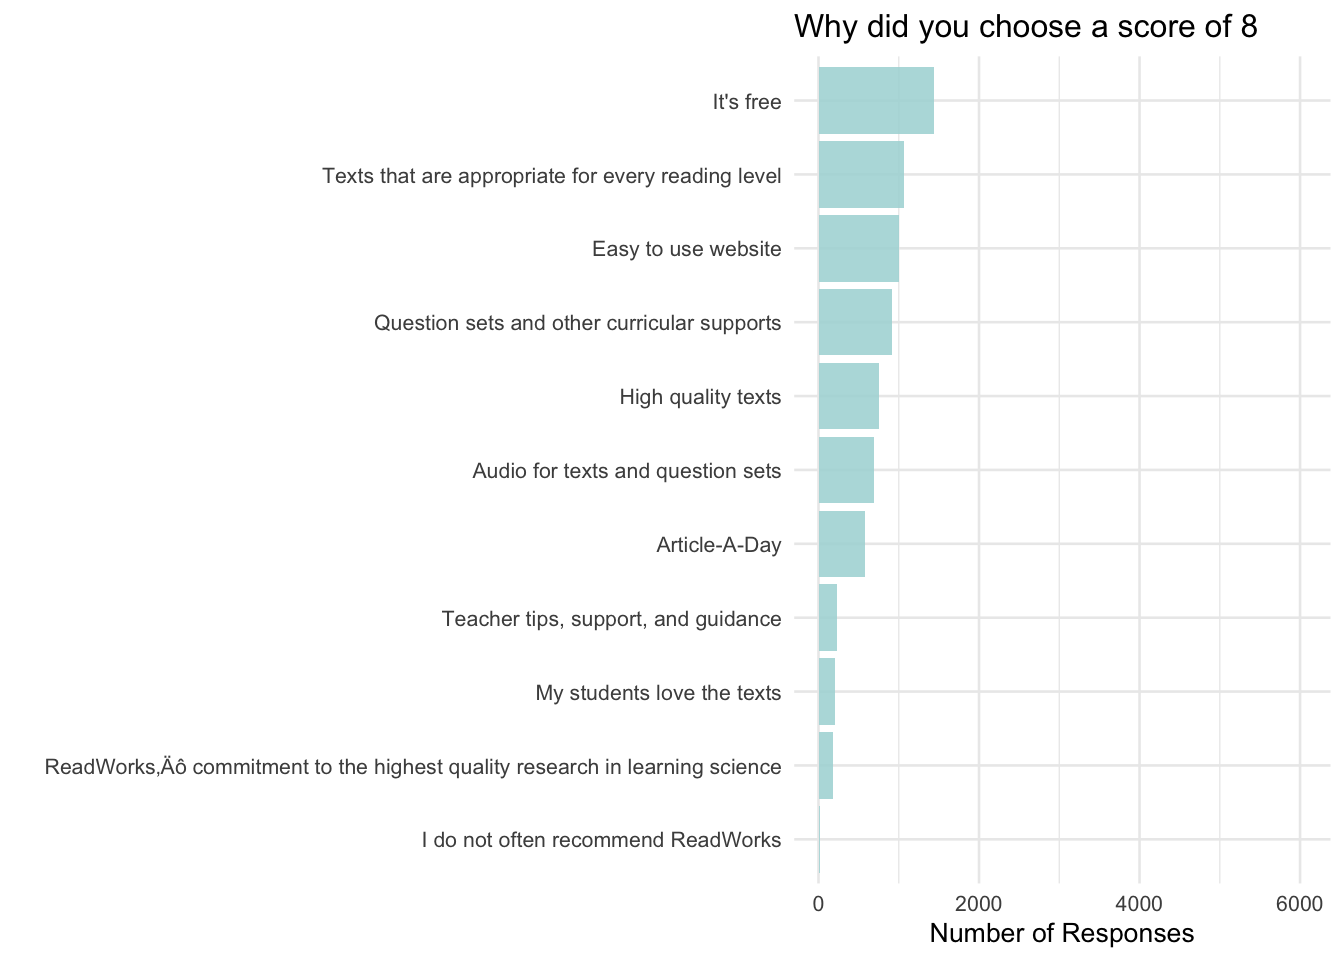 Why did you choose a score of 8
It's free
Texts that are appropriate for every reading level
Easy to use website
Question sets and other curricular supports
High quality texts
Audio for texts and question sets
Article-A-Day
Teacher tips, support, and guidance
My students love the texts
ReadWorks‚Äô commitment to the highest quality research in learning science
I do not often recommend ReadWorks
0 2000 4000 6000
Number of Responses